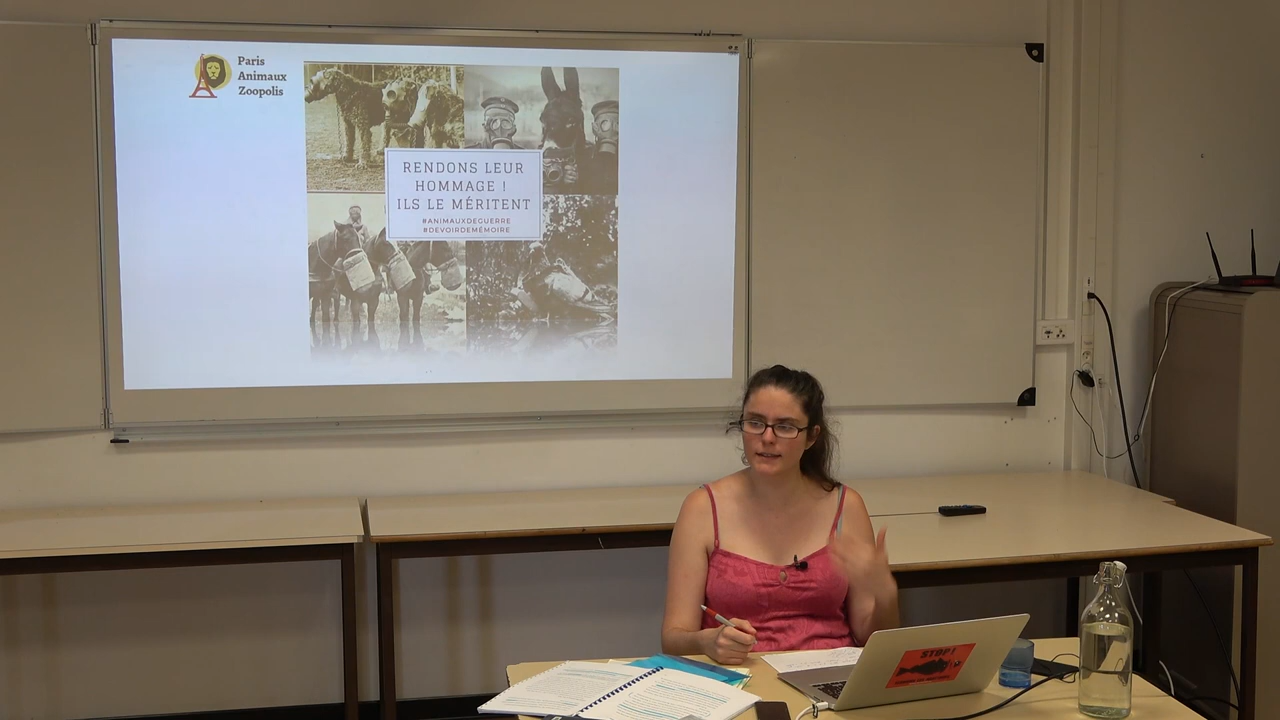 Paris
Animaux
Zoopolis
RENDONS LEUR
HOMMAGE !
ILS LE MÉRITENT
#ANIMAUXDEGUERRE
#DEVOIRDEMÉMOIRE
STOP !